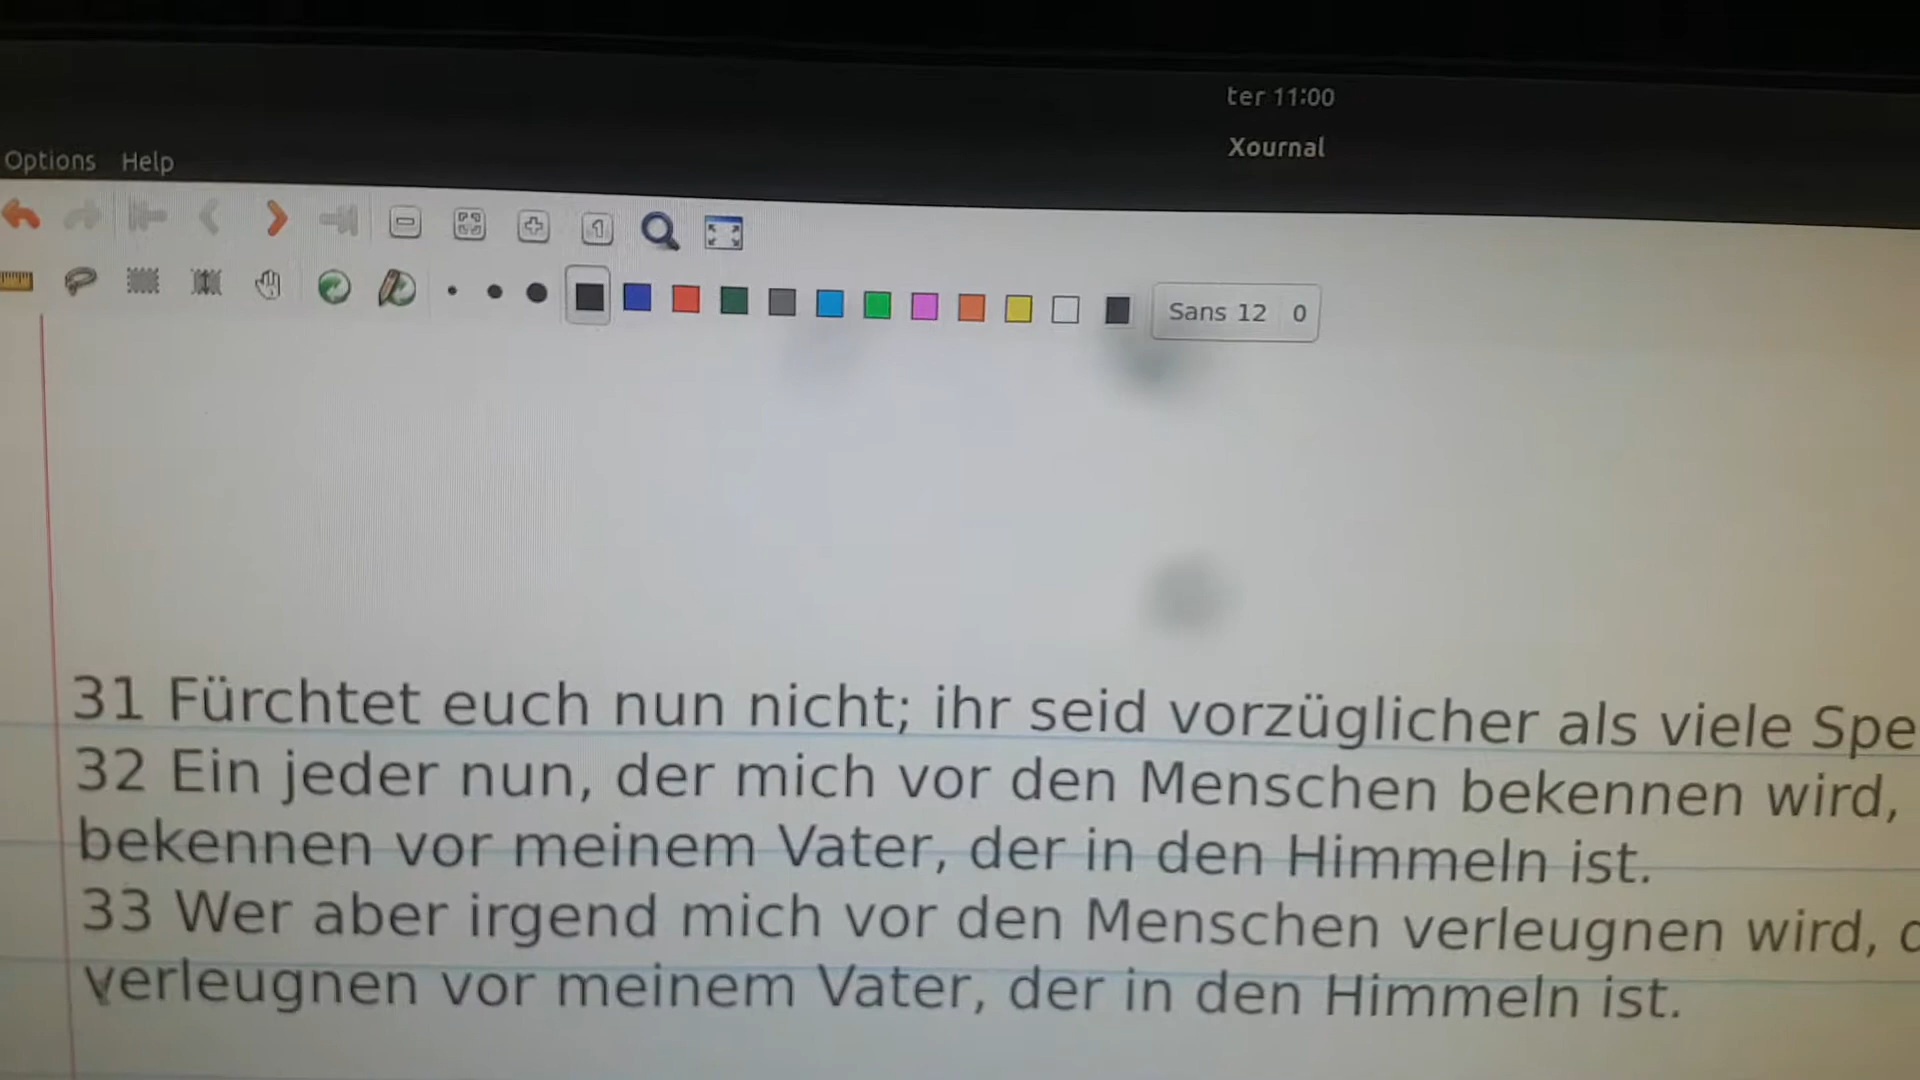 ter 11:00
Xournal
Options Help
Sans 12 0
31 Fürchtet euch nun nicht; ihr seid vorzüglicher als viele
32 Ein jeder nun, der mich vor den Menschen bekennen wird,
bekennen vor meinem Vater, der in den Himmeln ist.
33 Wer aber irgend mich vor den Menschen verleugnen wird,
verleugnen vor meinem Vater, der in den Himmeln ist.